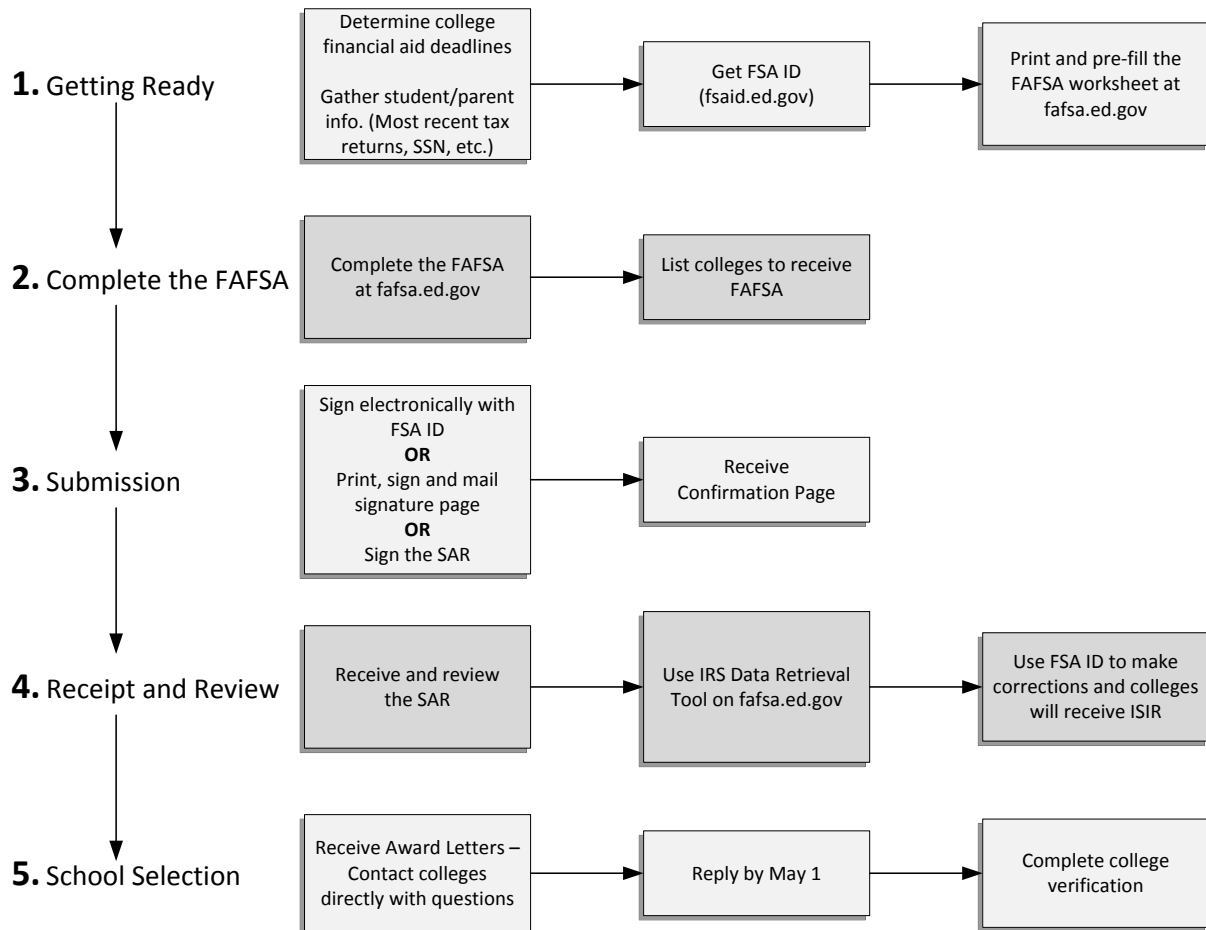 1. Getting Ready
Determine college
financial aid deadlines
Gather student/parent
info. (Most recent tax
returns, SSN, etc.)
Get FSA ID
(fsaid.ed.gov)
Print and pre-fill the
FAFSA worksheet at
fafsa.ed.gov
2. Complete the FAFSA
Complete the FAFSA
at fafsa.ed.gov
List colleges to receive
FAFSA
3. Submission
Sign electronically with
FSA ID
OR
Print, sign and mail
signature page
OR
Sign the SAR
Receive
Confirmation Page
4. Receipt and Review
Receive and review
the SAR
Use IRS Data Retrieval
Tool on fafsa.ed.gov
Use FSA ID to make
corrections and colleges
will receive ISIR
5. School Selection
Receive Award Letters –
Contact colleges
directly with questions
Reply by May 1
Complete college
verification